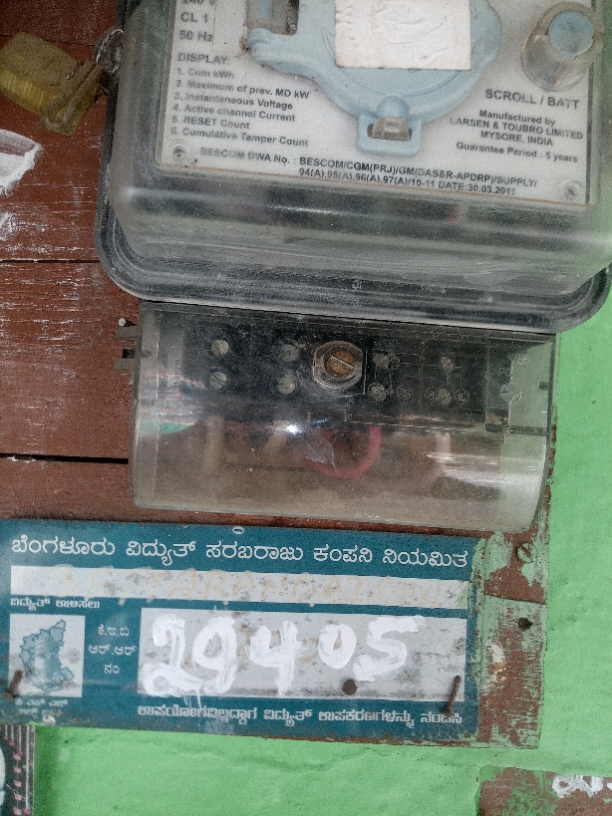 240 V
CL 1
50 Hz
DISPLAY:
1. Cum kWh
2. Maximum of prev. MD kW
3. Instantaneous Voltage
4. Active channel Current
5. RESET Count
6. Cumulative Tamper Count
SCROLL / BATT
Manufactured by
LARSEN & TOUBRO LIMITED
MYSORE, INDIA
Guarantee Period : 5 years
BESCOM DWA No. : BESCOM/CGM(PRJ)/GM(DAS&R-APDRP)/SUPPLY/
94(A),95(A),96(A),97(A)/10-11 DATE:30.03.2011
ಬೆಂಗಳೂರು ವಿದ್ಯುತ್ ಸರಬರಾಜು ಕಂಪನಿ ನಿಯಮಿತ
ವಿದ್ಯುತ್ ಉಳಿಸಲು
ಕೆ.ಇ.ಬಿ
ಆರ್.ಆರ್
ನಂ
29405
ಉಪಯೋಗವಿಲ್ಲದ್ದಾಗ ವಿದ್ಯುತ್ ಉಪಕರಣಗಳನ್ನು ನಂದಿಸಿ